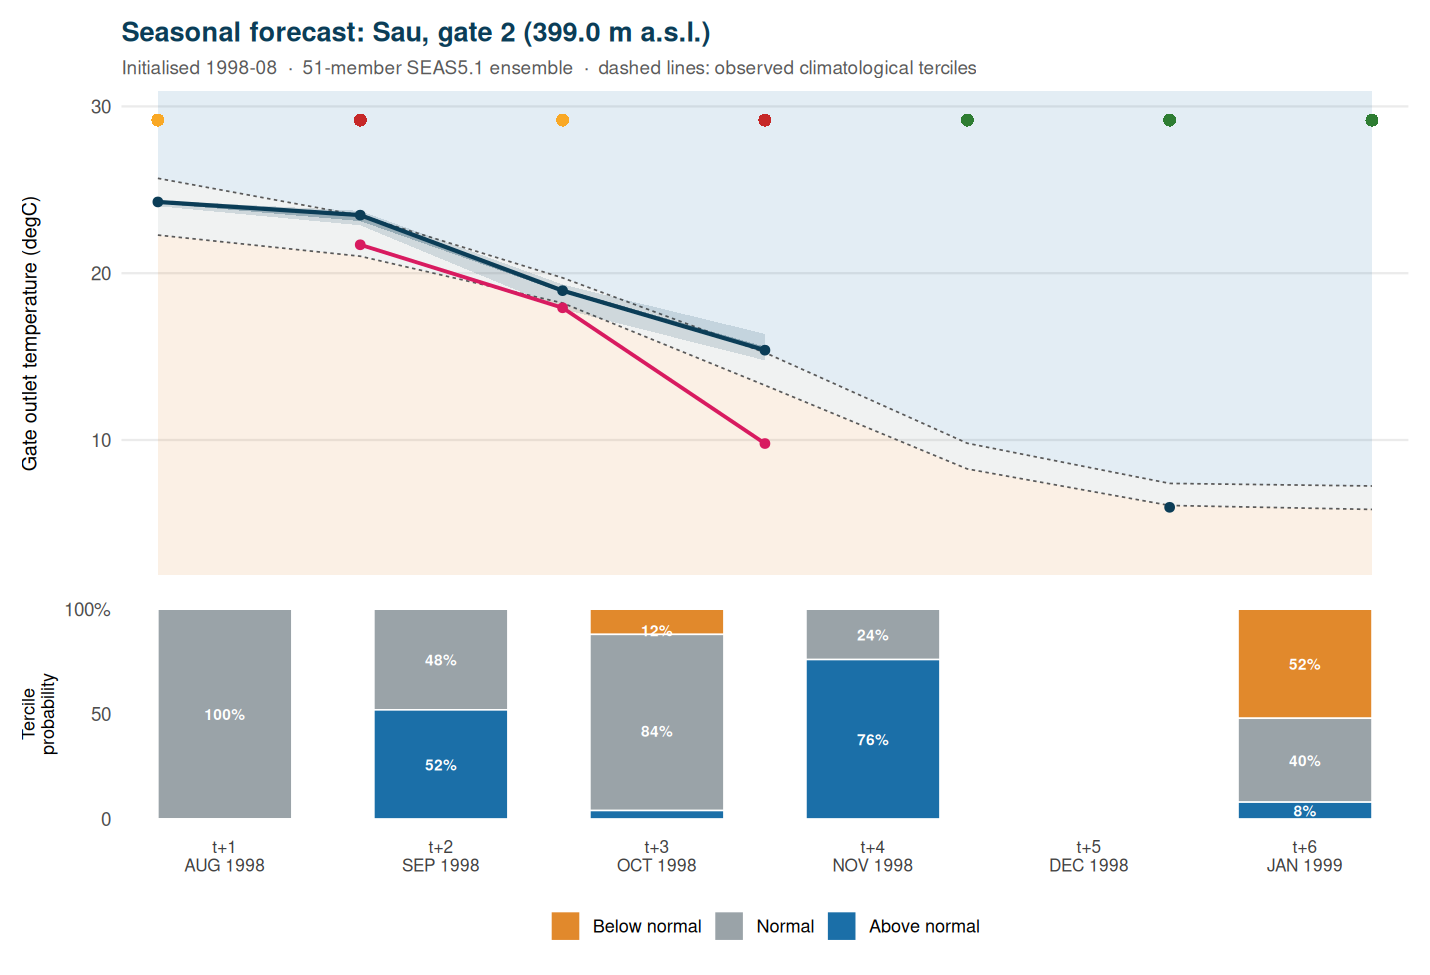 Seasonal forecast: Sau, gate 2 (399.0 m a.s.l.)
Initialised 1998-08 · 51-member SEAS5.1 ensemble · dashed lines: observed climatological terciles
Gate outlet temperature (degC)
30
20
10
Tercile
probability
100%
50
0
100%
48%
52%
12%
84%
24%
76%
52%
40%
8%
t+1
AUG 1998
t+2
SEP 1998
t+3
OCT 1998
t+4
NOV 1998
t+5
DEC 1998
t+6
JAN 1999
Below normal
Normal
Above normal